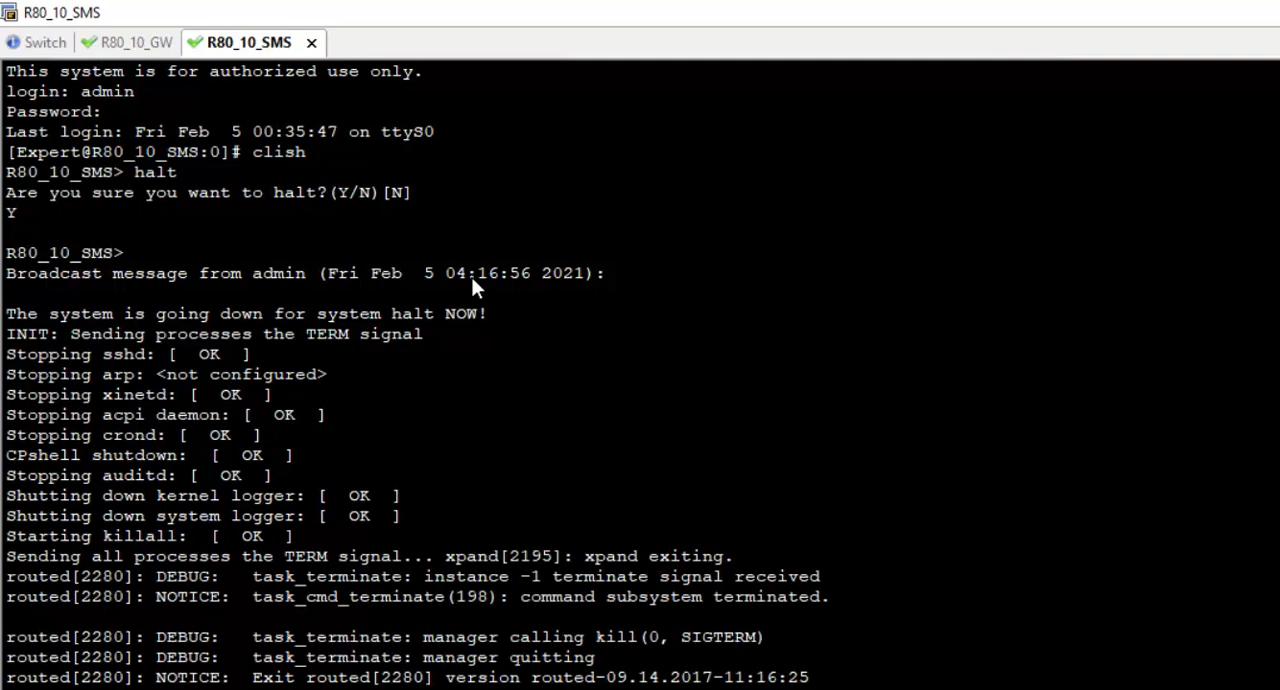 R80_10_SMS
Switch R80_10_GW R80_10_SMS
This system is for authorized use only.
login: admin
Password:
Last login: Fri Feb  5 00:35:47 on ttyS0
[Expert@R80_10_SMS:0]# clish
R80_10_SMS> halt
Are you sure you want to halt?(Y/N)[N]
Y
R80_10_SMS>
Broadcast message from admin (Fri Feb  5 04:16:56 2021):
The system is going down for system halt NOW!
INIT: Sending processes the TERM signal
Stopping sshd: [  OK  ]
Stopping arp: <not configured>
Stopping xinetd: [  OK  ]
Stopping acpi daemon: [  OK  ]
Stopping crond: [  OK  ]
CPshell shutdown:  [  OK  ]
Stopping auditd: [  OK  ]
Shutting down kernel logger: [  OK  ]
Shutting down system logger: [  OK  ]
Starting killall:  [  OK  ]
Sending all processes the TERM signal... xpand[2195]: xpand exiting.
routed[2280]: DEBUG:   task_terminate: instance -1 terminate signal received
routed[2280]: NOTICE:  task_cmd_terminate(198): command subsystem terminated.
routed[2280]: DEBUG:   task_terminate: manager calling kill(0, SIGTERM)
routed[2280]: DEBUG:   task_terminate: manager quitting
routed[2280]: NOTICE:  Exit routed[2280] version routed-09.14.2017-11:16:25